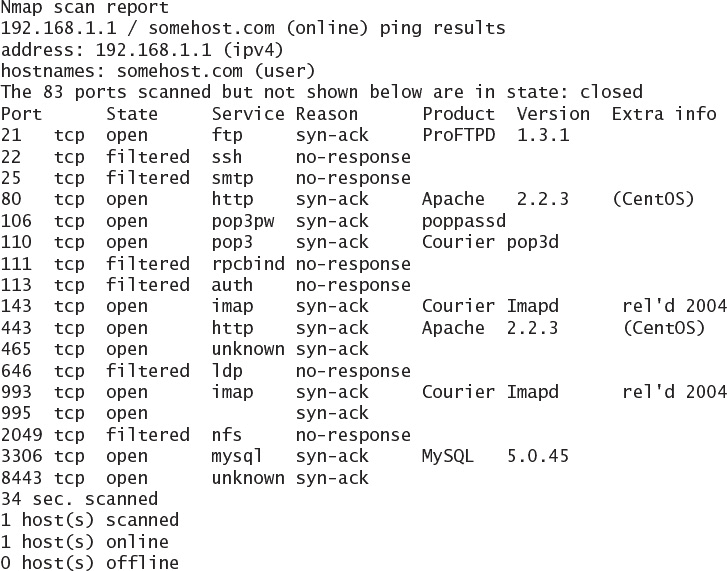 Nmap scan report
192.168.1.1 / somehost.com (online) ping results
address: 192.168.1.1 (ipv4)
hostnames: somehost.com (user)
The 83 ports scanned but not shown below are in state: closed
Port State Service Reason Product Version Extra info
21 tcp open ftp syn-ack ProFTPD 1.3.1
22 tcp filtered ssh no-response
25 tcp filtered smtp no-response
80 tcp open http syn-ack Apache 2.2.3 (CentOS)
106 tcp open pop3pw syn-ack poppassd
110 tcp open pop3 syn-ack Courier pop3d
111 tcp filtered rpcbind no-response
113 tcp filtered auth no-response
143 tcp open imap syn-ack Courier Imapd rel'd 2004
443 tcp open http syn-ack Apache 2.2.3 (CentOS)
465 tcp open unknown syn-ack
646 tcp filtered ldp no-response
993 tcp open imap syn-ack Courier Imapd rel'd 2004
995 tcp open syn-ack
2049 tcp filtered nfs no-response
3306 tcp open mysql syn-ack MySQL 5.0.45
8443 tcp open unknown syn-ack
34 sec. scanned
1 host(s) scanned
1 host(s) online
0 host(s) offline